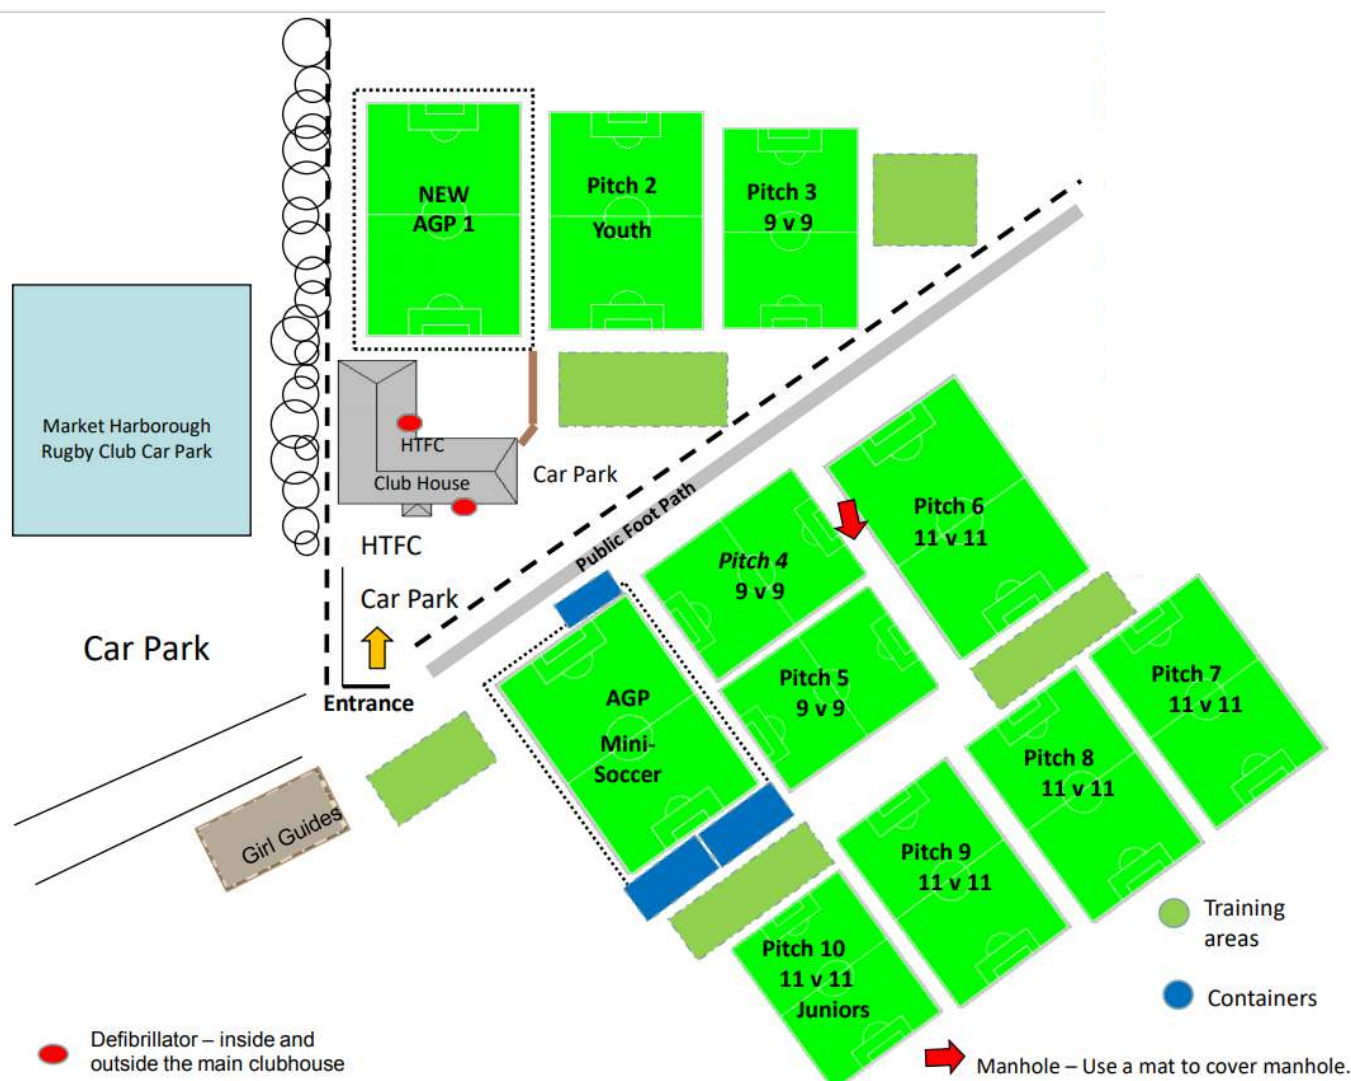 NEW
AGP 1
Pitch 2
Youth
Pitch 3
9 v 9
Market Harborough
Rugby Club Car Park
HTFC
Club House
Car Park
HTFC
Car Park
Entrance
Car Park
Public Foot Path
Girl Guides
Pitch 4
9 v 9
Pitch 5
9 v 9
Pitch 6
11 v 11
AGP
Mini-
Soccer
Pitch 7
11 v 11
Pitch 8
11 v 11
Pitch 9
11 v 11
Pitch 10
11 v 11
Juniors
Training
areas
Containers
Defibrillator – inside and
outside the main clubhouse
Manhole – Use a mat to cover manhole.